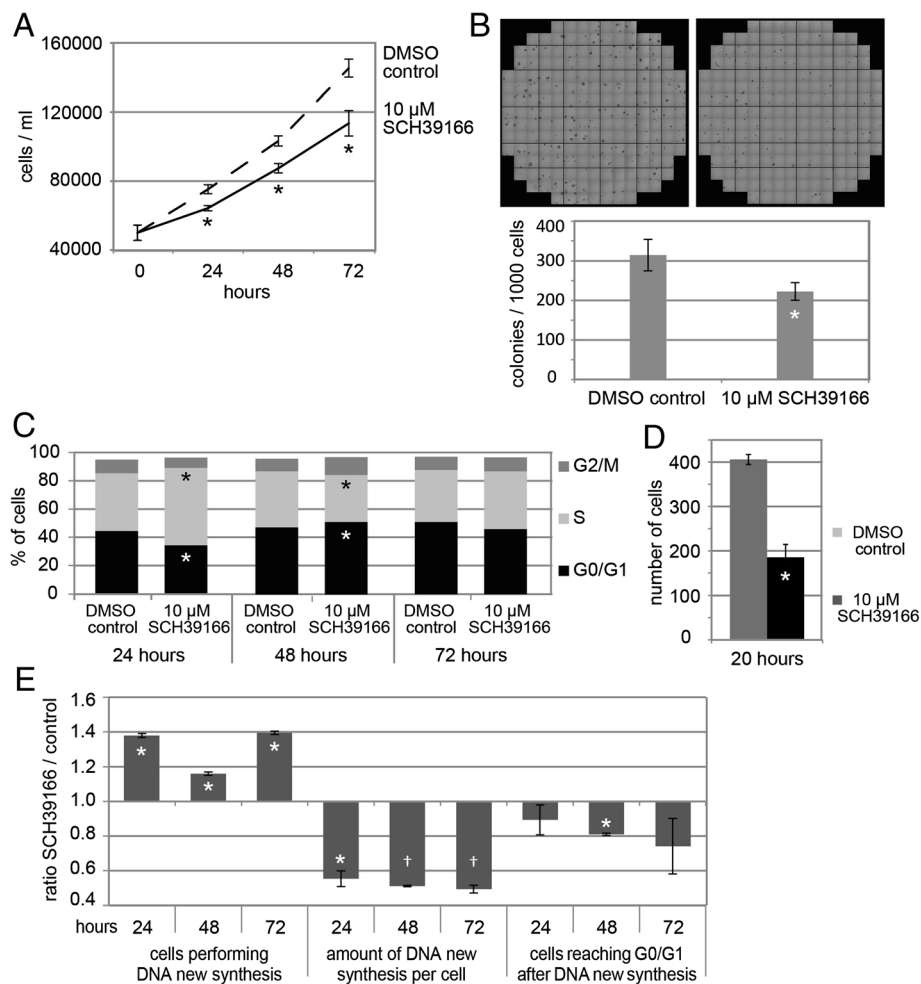 A
160000
120000
80000
40000
cells / ml
0 24 48 72
hours
DMSO
control
10 µM
SCH39166
*
*
*
B
400
300
200
100
0
colonies / 1000 cells
*
DMSO control 10 µM SCH39166
C
100
80
60
40
20
0
% of cells
* *
* *
G2/M
S
G0/G1
DMSO 10 µM DMSO 10 µM DMSO 10 µM
control SCH39166 control SCH39166 control SCH39166
24 hours 48 hours 72 hours
D
400
300
200
100
0
number of cells
*
20 hours
DMSO
control
10 µM
SCH39166
E
1.6
1.4
1.2
1.0
0.8
0.6
0.4
ratio SCH39166 / control
* * *
* † †
*
hours 24 48 72 24 48 72 24 48 72
cells performing amount of DNA new cells reaching G0/G1
DNA new synthesis synthesis per cell after DNA new synthesis